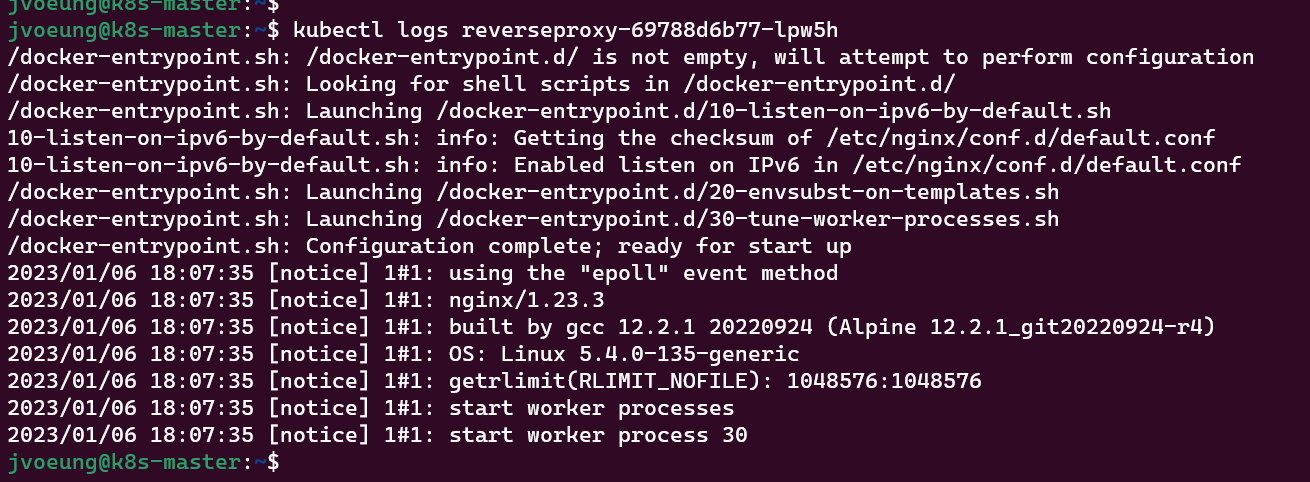 jvoeung@k8s-master:~$
jvoeung@k8s-master:~$ kubectl logs reverseproxy-69788d6b77-lpw5h
/docker-entrypoint.sh: /docker-entrypoint.d/ is not empty, will attempt to perform configuration
/docker-entrypoint.sh: Looking for shell scripts in /docker-entrypoint.d/
/docker-entrypoint.sh: Launching /docker-entrypoint.d/10-listen-on-ipv6-by-default.sh
10-listen-on-ipv6-by-default.sh: info: Getting the checksum of /etc/nginx/conf.d/default.conf
10-listen-on-ipv6-by-default.sh: info: Enabled listen on IPv6 in /etc/nginx/conf.d/default.conf
/docker-entrypoint.sh: Launching /docker-entrypoint.d/20-envsubst-on-templates.sh
/docker-entrypoint.sh: Launching /docker-entrypoint.d/30-tune-worker-processes.sh
/docker-entrypoint.sh: Configuration complete; ready for start up
2023/01/06 18:07:35 [notice] 1#1: using the "epoll" event method
2023/01/06 18:07:35 [notice] 1#1: nginx/1.23.3
2023/01/06 18:07:35 [notice] 1#1: built by gcc 12.2.1 20220924 (Alpine 12.2.1_git20220924-r4)
2023/01/06 18:07:35 [notice] 1#1: OS: Linux 5.4.0-135-generic
2023/01/06 18:07:35 [notice] 1#1: getrlimit(RLIMIT_NOFILE): 1048576:1048576
2023/01/06 18:07:35 [notice] 1#1: start worker processes
2023/01/06 18:07:35 [notice] 1#1: start worker process 30
jvoeung@k8s-master:~$